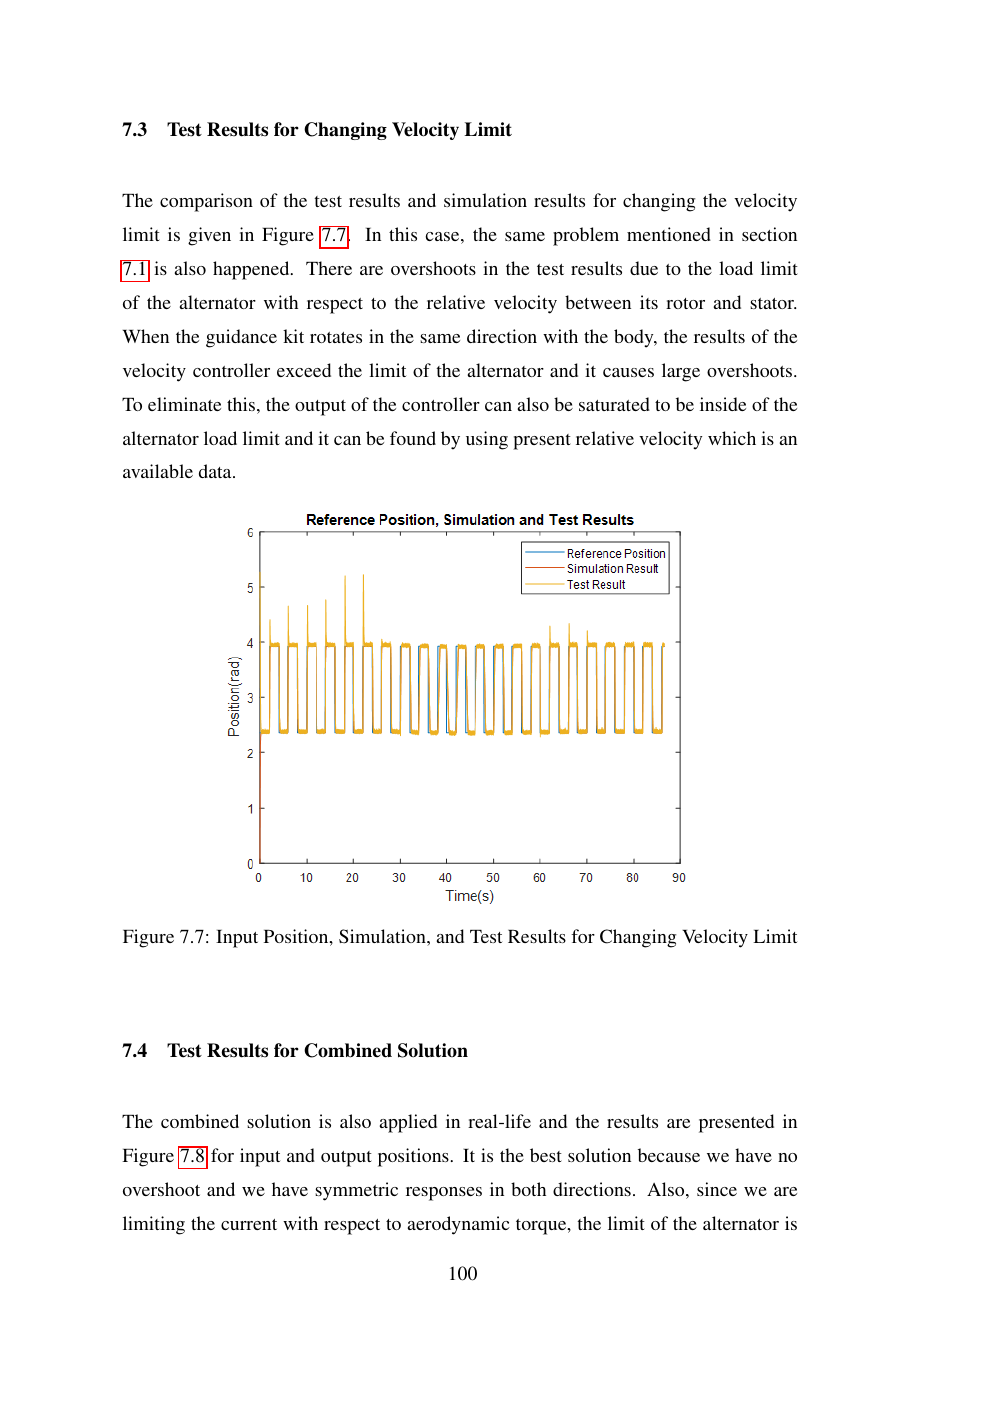 7.3 Test Results for Changing Velocity Limit
The comparison of the test results and simulation results for changing the velocity
limit is given in Figure 7.7. In this case, the same problem mentioned in section
7.1 is also happened. There are overshoots in the test results due to the load limit
of the alternator with respect to the relative velocity between its rotor and stator.
When the guidance kit rotates in the same direction with the body, the results of the
velocity controller exceed the limit of the alternator and it causes large overshoots.
To eliminate this, the output of the controller can also be saturated to be inside of the
alternator load limit and it can be found by using present relative velocity which is an
available data.
Reference Position, Simulation and Test Results
Reference Position
Simulation Result
Test Result
6
5
4
3
2
1
0
Position(rad)
0 10 20 30 40 50 60 70 80 90
Time(s)
Figure 7.7: Input Position, Simulation, and Test Results for Changing Velocity Limit
7.4 Test Results for Combined Solution
The combined solution is also applied in real-life and the results are presented in
Figure 7.8 for input and output positions. It is the best solution because we have no
overshoot and we have symmetric responses in both directions. Also, since we are
limiting the current with respect to aerodynamic torque, the limit of the alternator is
100